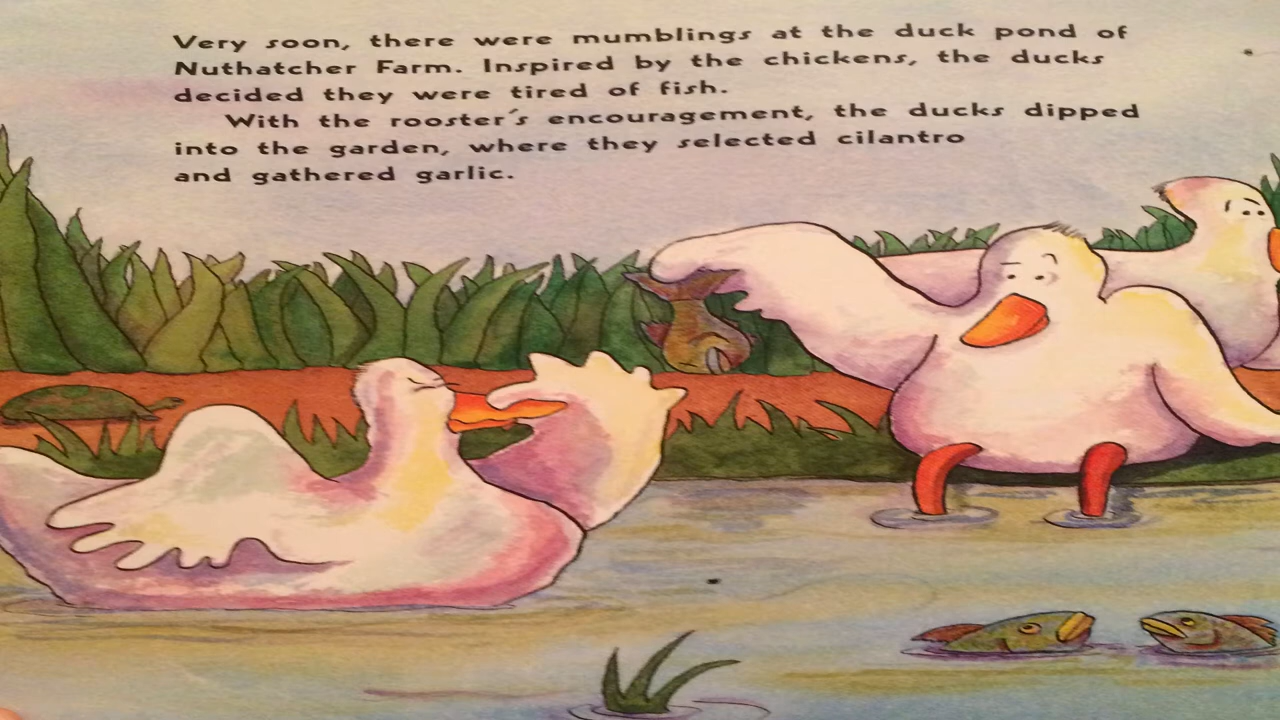 Very soon, there were mumblings at the duck pond of
Nuthatcher Farm. Inspired by the chickens, the ducks
decided they were tired of fish.
With the rooster's encouragement, the ducks dipped
into the garden, where they selected cilantro
and gathered garlic.